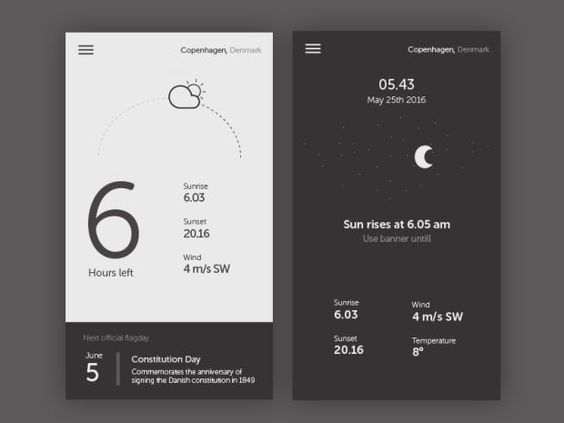 Copenhagen, Denmark
6
Hours left
Sunrise
6.03
Sunset
20.16
Wind
4 m/s SW
Next official flagday
June
5
Constitution Day
Commemorates the anniversary of
signing the Danish constitution in 1849
Copenhagen, Denmark
05.43
May 25th 2016
Sun rises at 6.05 am
Use banner untill
Sunrise
6.03
Wind
4 m/s SW
Sunset
20.16
Temperature
8°